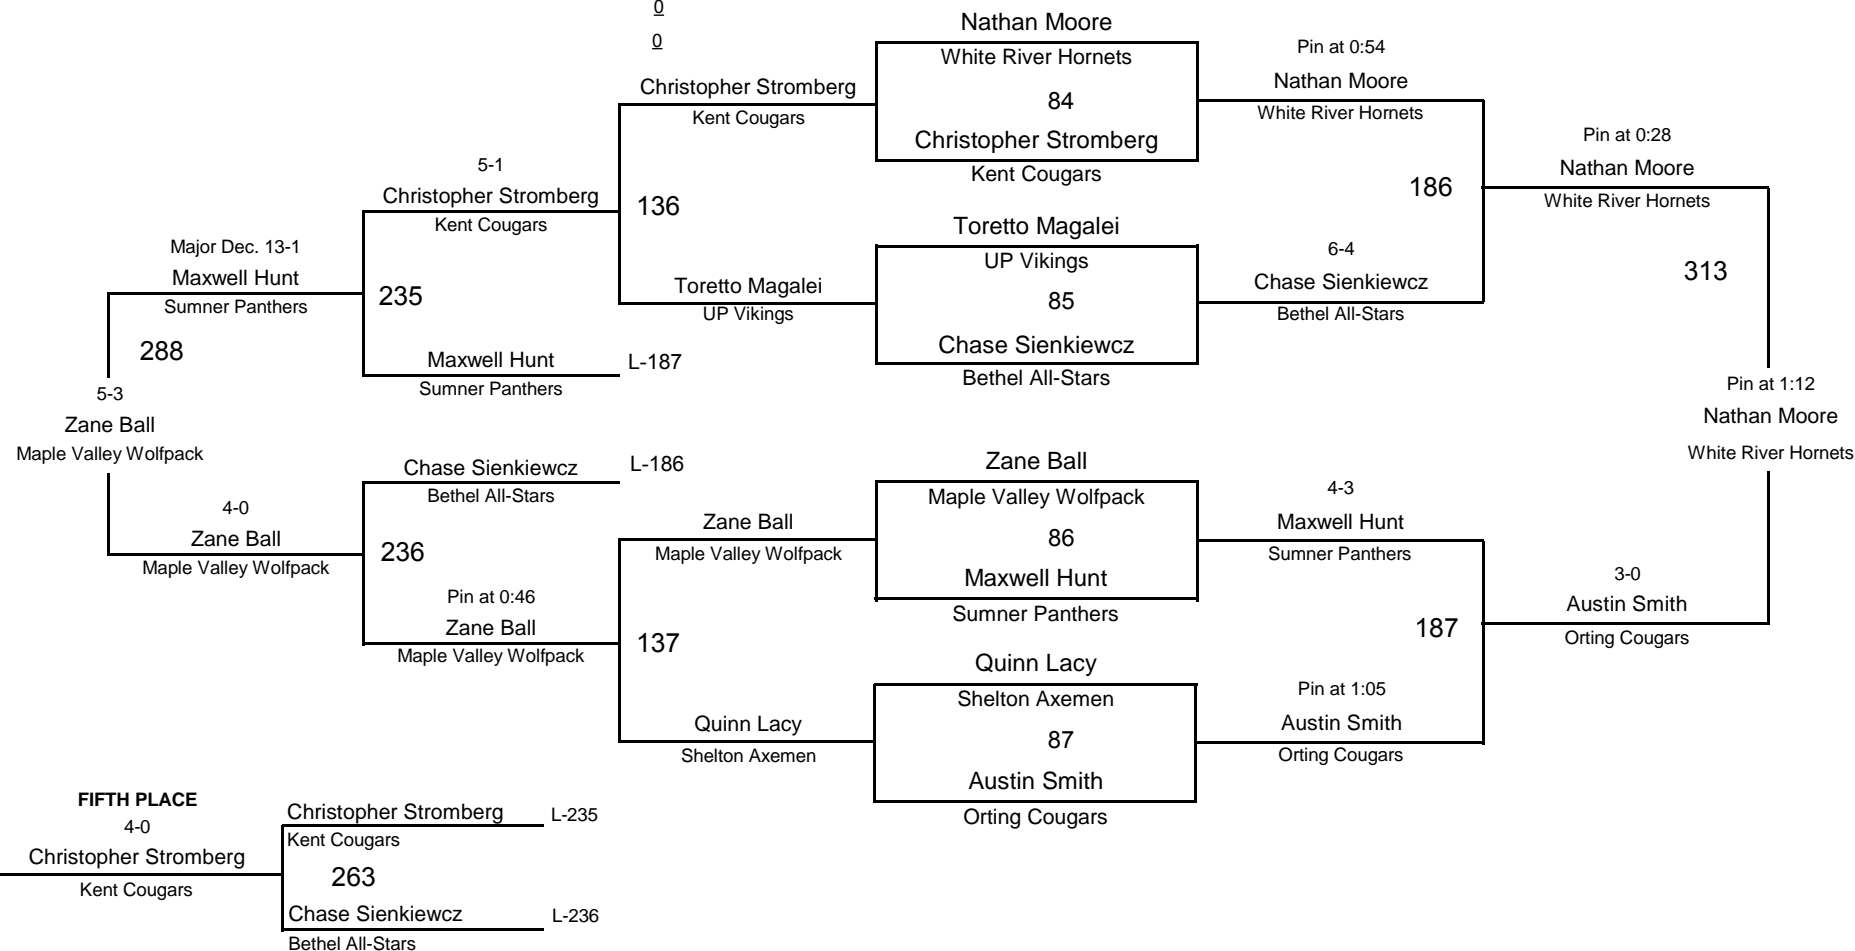 0
0
Nathan Moore
White River Hornets
84
Christopher Stromberg
Kent Cougars
Christopher Stromberg
Kent Cougars
Pin at 0:54
Nathan Moore
White River Hornets
Pin at 0:28
Nathan Moore
White River Hornets
5-1
Christopher Stromberg
Kent Cougars
136
186
Toretto Magalei
UP Vikings
85
Chase Sienkiewcz
Bethel All-Stars
Toretto Magalei
UP Vikings
6-4
Chase Sienkiewcz
Bethel All-Stars
313
Major Dec. 13-1
Maxwell Hunt
Sumner Panthers
235
288
Maxwell Hunt
Sumner Panthers
L-187
5-3
Zane Ball
Maple Valley Wolfpack
Pin at 1:12
Nathan Moore
White River Hornets
Chase Sienkiewcz
Bethel All-Stars
L-186
Zane Ball
Maple Valley Wolfpack
86
Maxwell Hunt
Sumner Panthers
4-0
Zane Ball
Maple Valley Wolfpack
236
Zane Ball
Maple Valley Wolfpack
4-3
Maxwell Hunt
Sumner Panthers
Pin at 0:46
Zane Ball
Maple Valley Wolfpack
137
187
3-0
Austin Smith
Orting Cougars
Quinn Lacy
Shelton Axemen
87
Austin Smith
Orting Cougars
Quinn Lacy
Shelton Axemen
Pin at 1:05
Austin Smith
Orting Cougars
FIFTH PLACE
4-0
Christopher Stromberg
Kent Cougars
Christopher Stromberg
L-235
Kent Cougars
263
Chase Sienkiewcz
L-236
Bethel All-Stars